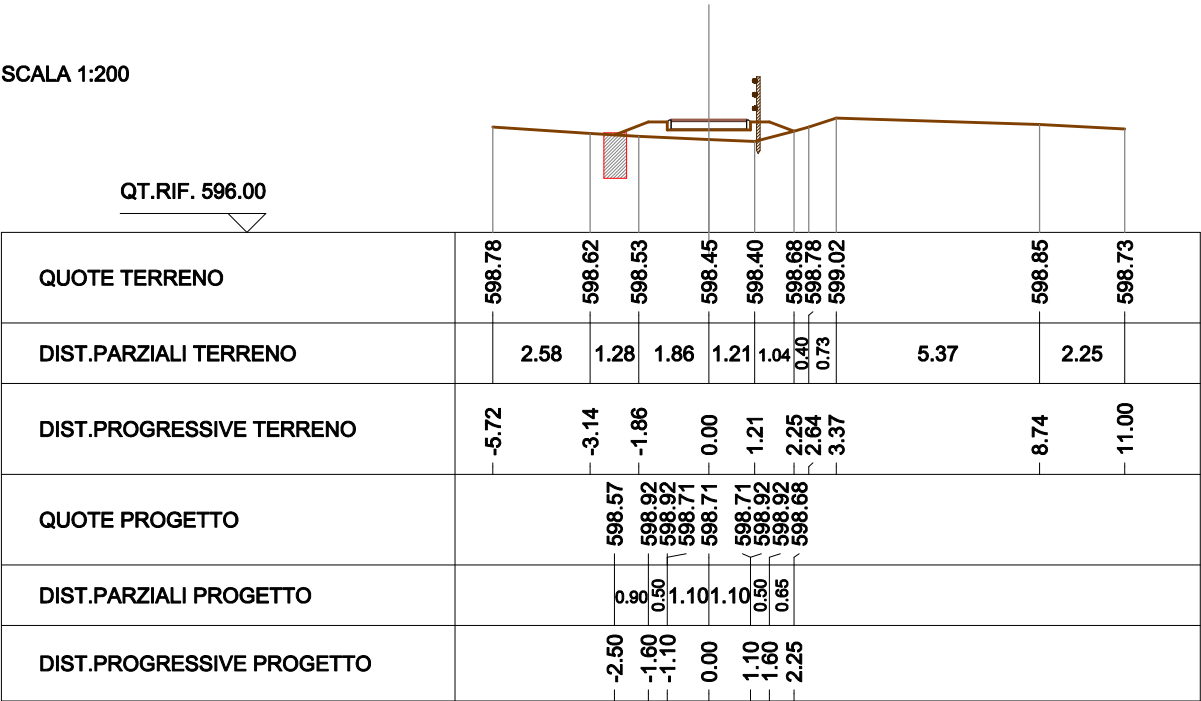 SCALA 1:200
QT.RIF. 596.00
QUOTE TERRENO 598.78 598.62 598.53 598.45 598.40 598.68 598.78 599.02 598.85 598.73
DIST.PARZIALI TERRENO 2.58 1.28 1.86 1.21 1.04 0.40 0.73 5.37 2.25
DIST.PROGRESSIVE TERRENO -5.72 -3.14 -1.86 0.00 1.21 2.25 2.64 3.37 8.74 11.00
QUOTE PROGETTO 598.57 598.92 598.92 598.71 598.71 598.71 598.92 598.92 598.68
DIST.PARZIALI PROGETTO 0.90 0.50 1.10 1.10 0.50 0.65
DIST.PROGRESSIVE PROGETTO -2.50 -1.60 -1.10 0.00 1.10 1.60 2.25